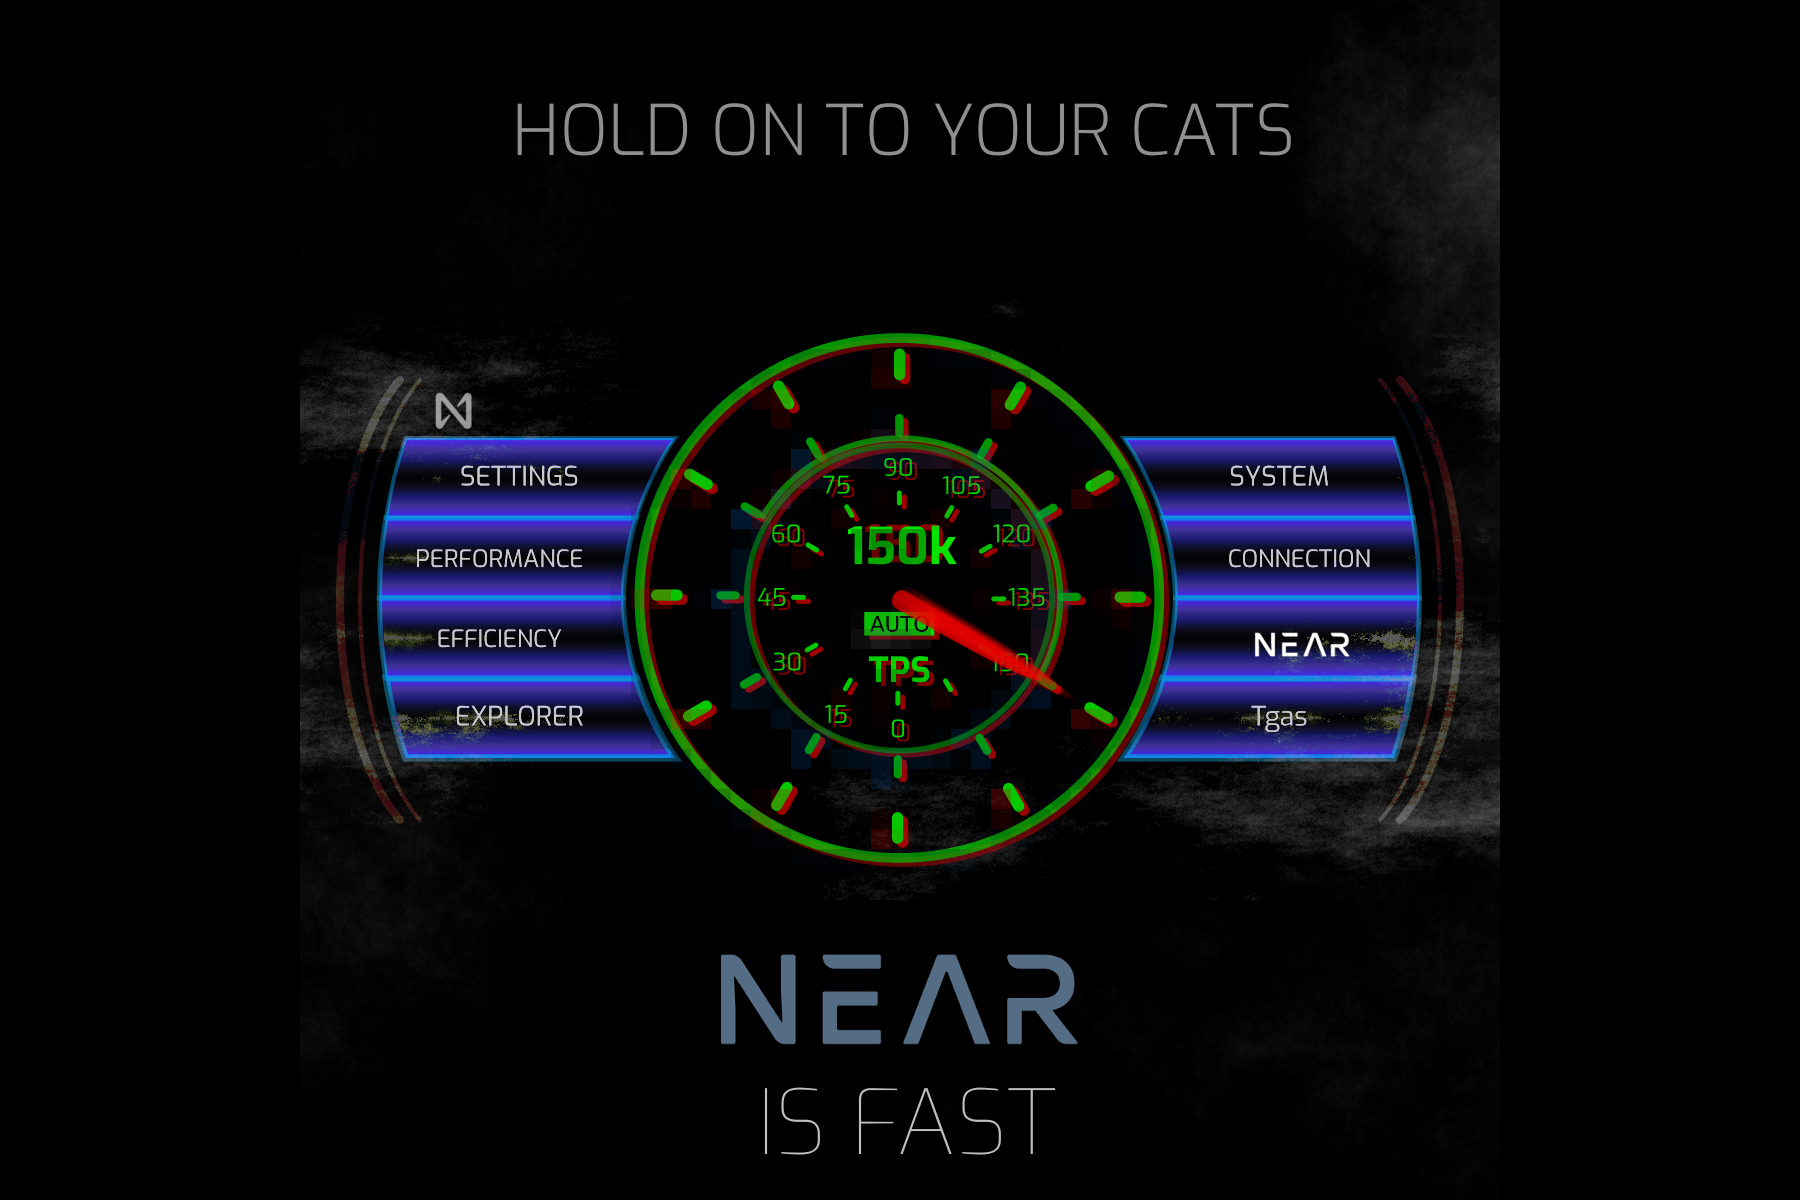 HOLD ON TO YOUR CATS
SETTINGS
PERFORMANCE
EFFICIENCY
EXPLORER
90
75
105
60
120
150k
45
135
AUTO
30
TPS
150
15
0
SYSTEM
CONNECTION
NEAR
Tgas
NEAR
IS FAST